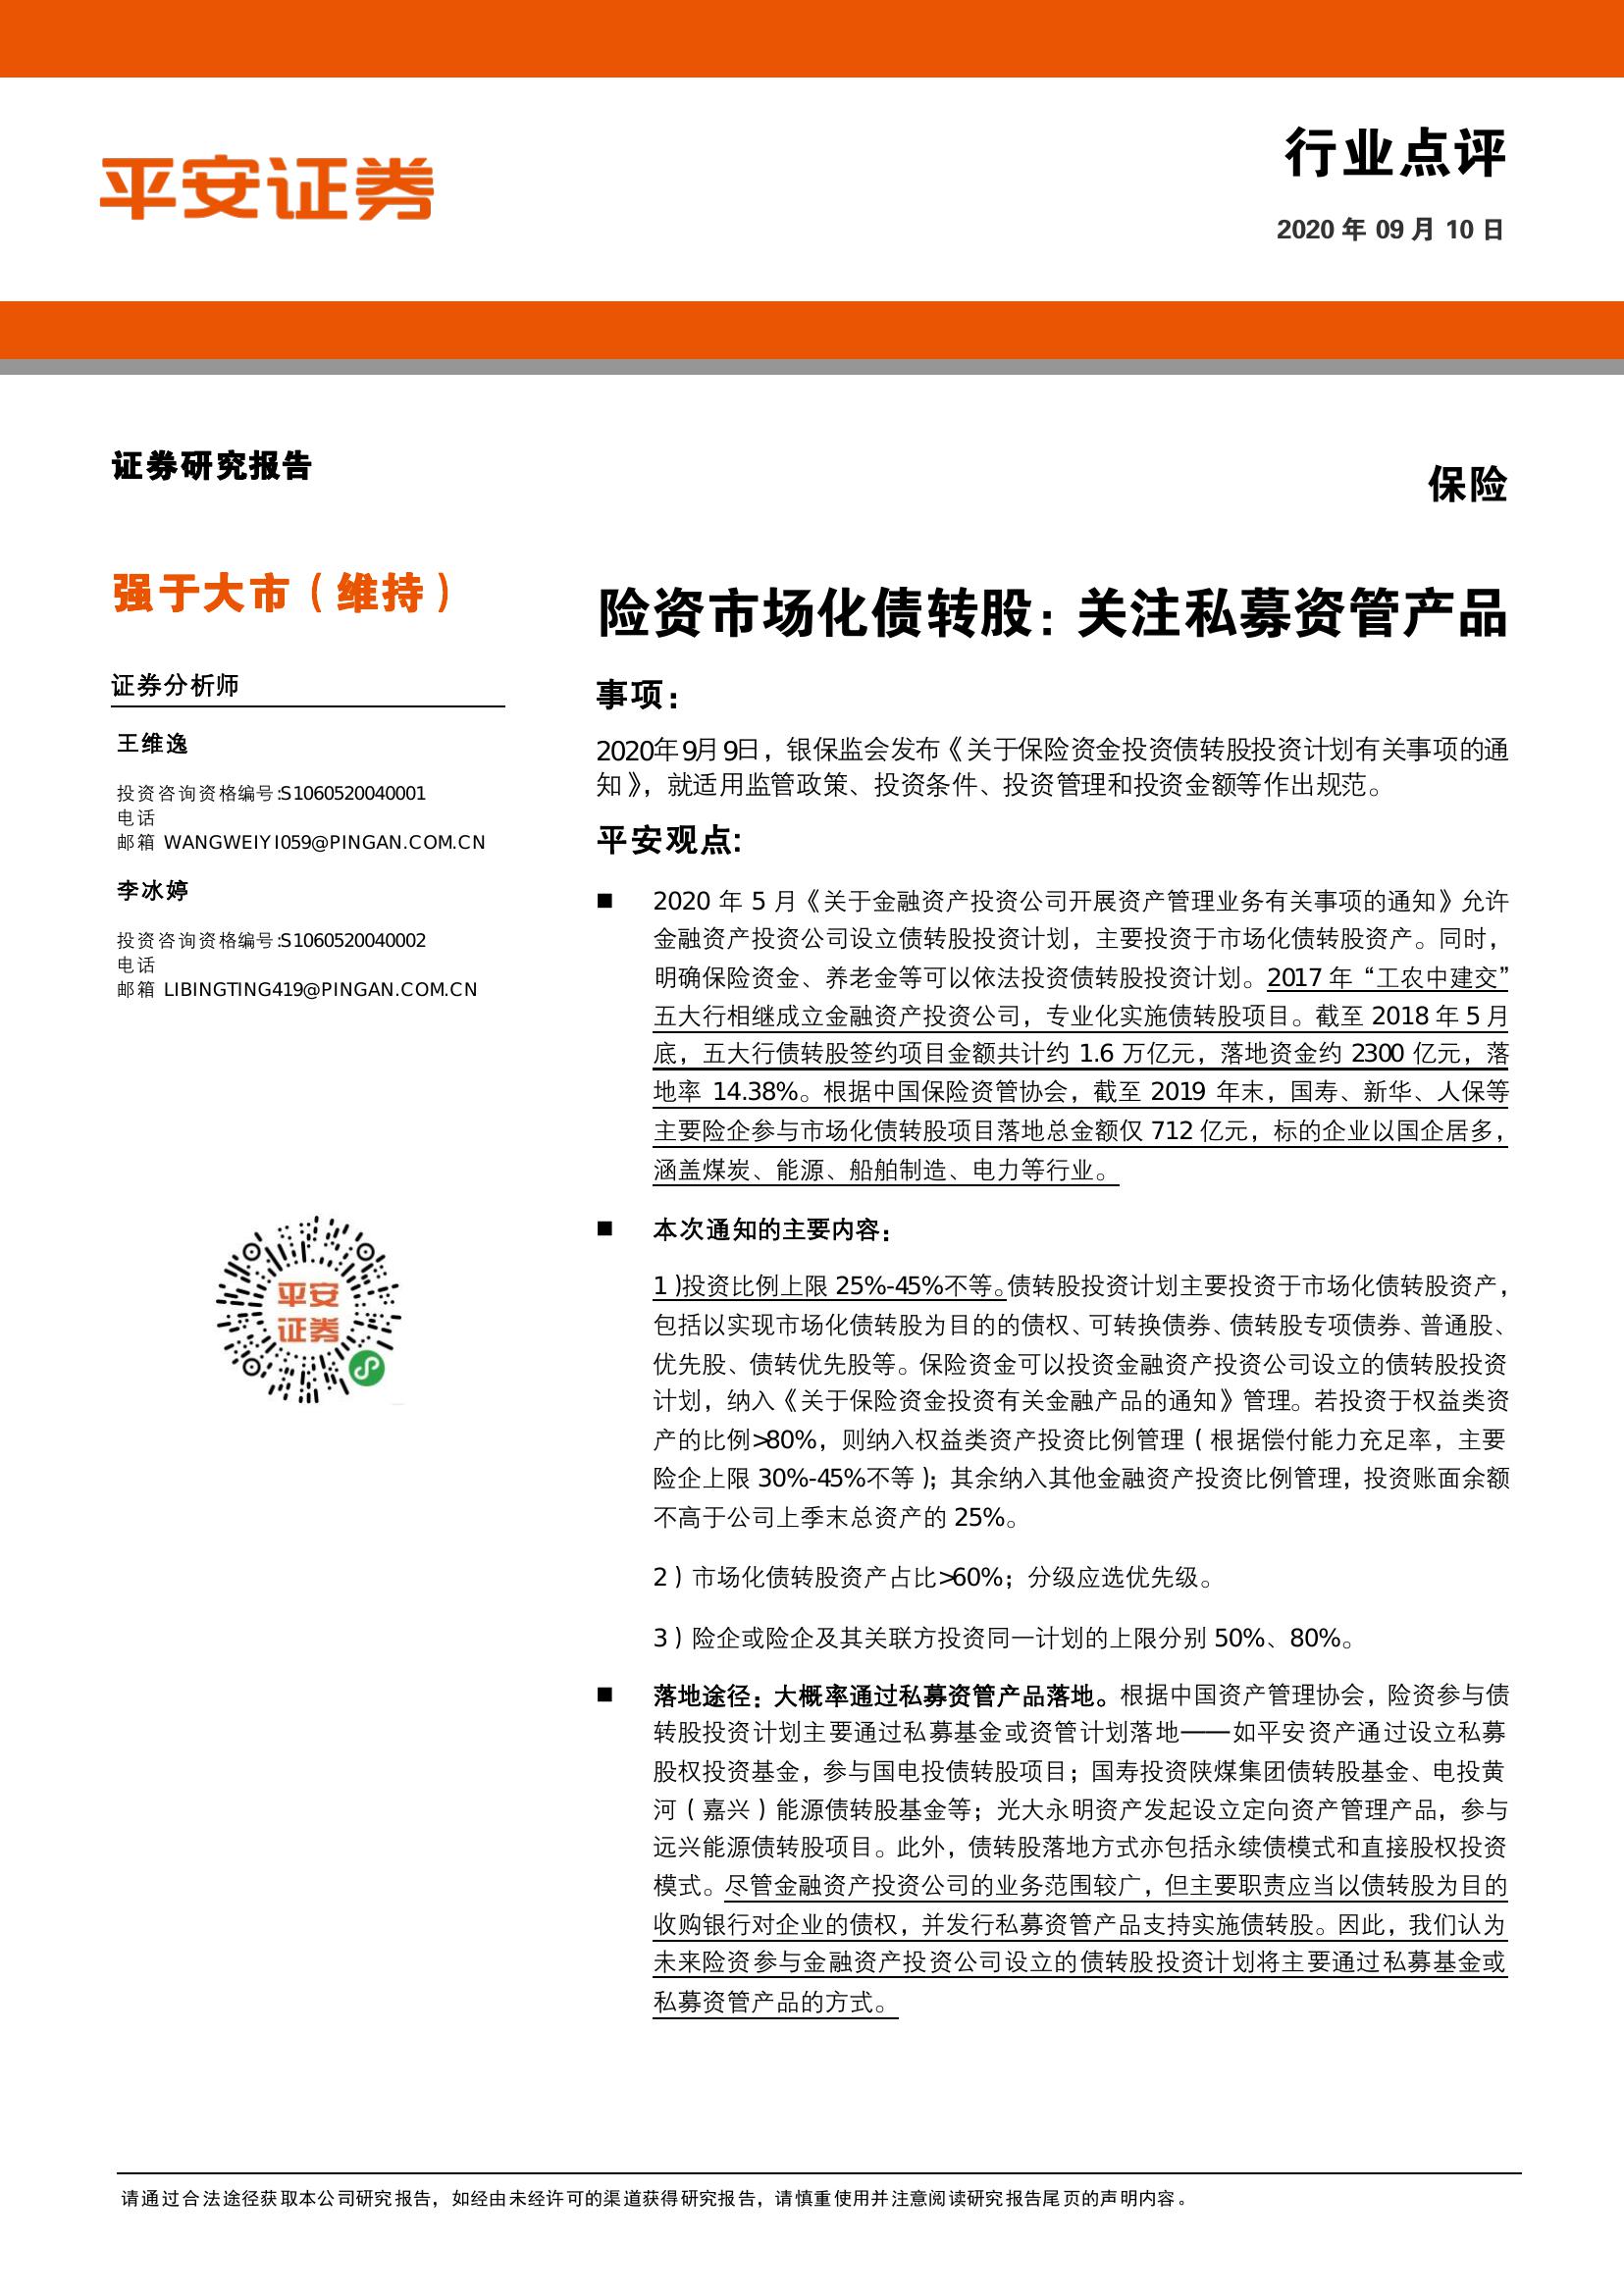 平安证券
行业点评
2020 年 09 月 10 日
证券研究报告
保险
强于大市（维持）
证券分析师
王维逸
投资咨询资格编号:S1060520040001
电话
邮箱 WANGWEIYI059@PINGAN.COM.CN
李冰婷
投资咨询资格编号:S1060520040002
电话
邮箱 LIBINGTING419@PINGAN.COM.CN
平安
证券
险资市场化债转股：关注私募资管产品
事项：
2020年9月9日，银保监会发布《关于保险资金投资债转股投资计划有关事项的通
知》，就适用监管政策、投资条件、投资管理和投资金额等作出规范。
平安观点:
■ 2020 年 5 月《关于金融资产投资公司开展资产管理业务有关事项的通知》允许
金融资产投资公司设立债转股投资计划，主要投资于市场化债转股资产。同时，
明确保险资金、养老金等可以依法投资债转股投资计划。2017 年“工农中建交”
五大行相继成立金融资产投资公司，专业化实施债转股项目。截至 2018 年 5 月
底，五大行债转股签约项目金额共计约 1.6 万亿元，落地资金约 2300 亿元，落
地率 14.38%。根据中国保险资管协会，截至 2019 年末，国寿、新华、人保等
主要险企参与市场化债转股项目落地总金额仅 712 亿元，标的企业以国企居多，
涵盖煤炭、能源、船舶制造、电力等行业。
■ 本次通知的主要内容：
1）投资比例上限 25%-45%不等。债转股投资计划主要投资于市场化债转股资产，
包括以实现市场化债转股为目的的债权、可转换债券、债转股专项债券、普通股、
优先股、债转优先股等。保险资金可以投资金融资产投资公司设立的债转股投资
计划，纳入《关于保险资金投资有关金融产品的通知》管理。若投资于权益类资
产的比例>80%，则纳入权益类资产投资比例管理（根据偿付能力充足率，主要
险企上限 30%-45%不等）；其余纳入其他金融资产投资比例管理，投资账面余额
不高于公司上季末总资产的 25%。
2）市场化债转股资产占比>60%；分级应选优先级。
3）险企或险企及其关联方投资同一计划的上限分别 50%、80%。
■ 落地途径：大概率通过私募资管产品落地。根据中国资产管理协会，险资参与债
转股投资计划主要通过私募基金或资管计划落地——如平安资产通过设立私募
股权投资基金，参与国电投债转股项目；国寿投资陕煤集团债转股基金、电投黄
河（嘉兴）能源债转股基金等；光大永明资产发起设立定向资产管理产品，参与
远兴能源债转股项目。此外，债转股落地方式亦包括永续债模式和直接股权投资
模式。尽管金融资产投资公司的业务范围较广，但主要职责应当以债转股为目的
收购银行对企业的债权，并发行私募资管产品支持实施债转股。因此，我们认为
未来险资参与金融资产投资公司设立的债转股投资计划将主要通过私募基金或
私募资管产品的方式。
请通过合法途径获取本公司研究报告，如经由未经许可的渠道获得研究报告，请慎重使用并注意阅读研究报告尾页的声明内容。